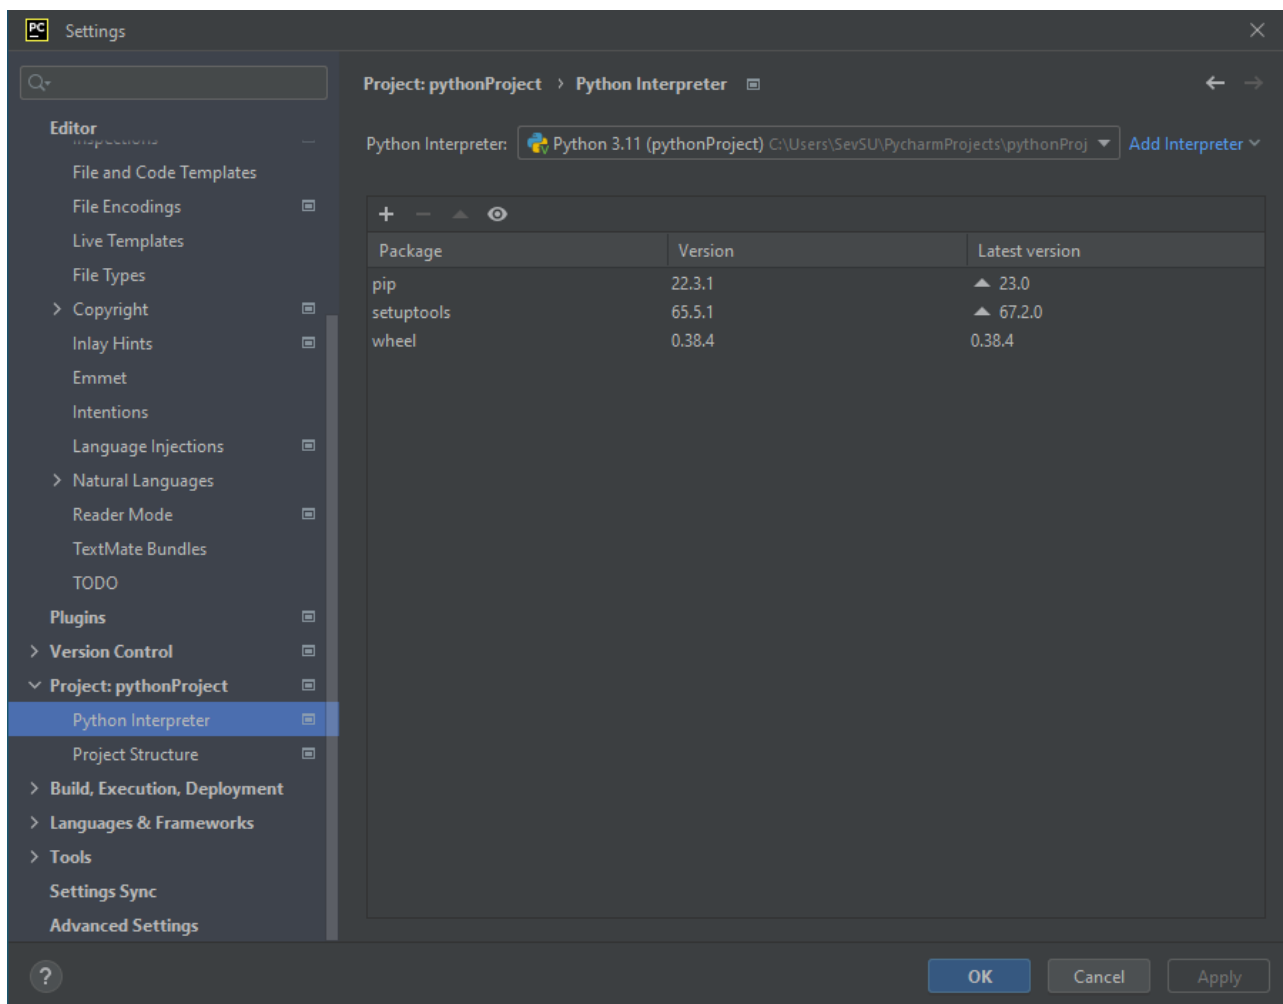 PC Settings
Project: pythonProject › Python Interpreter
Editor
Python Interpreter: Python 3.11 (pythonProject) C:\Users\SevSU\PycharmProjects\pythonProj Add Interpreter
Inspections
File and Code Templates
File Encodings
Live Templates
File Types
Copyright
Inlay Hints
Emmet
Intentions
Language Injections
Natural Languages
Reader Mode
TextMate Bundles
TODO
Plugins
Version Control
Project: pythonProject
Python Interpreter
Project Structure
Build, Execution, Deployment
Languages & Frameworks
Tools
Settings Sync
Advanced Settings
Package Version Latest version
pip 22.3.1 23.0
setuptools 65.5.1 67.2.0
wheel 0.38.4 0.38.4
?
OK Cancel Apply